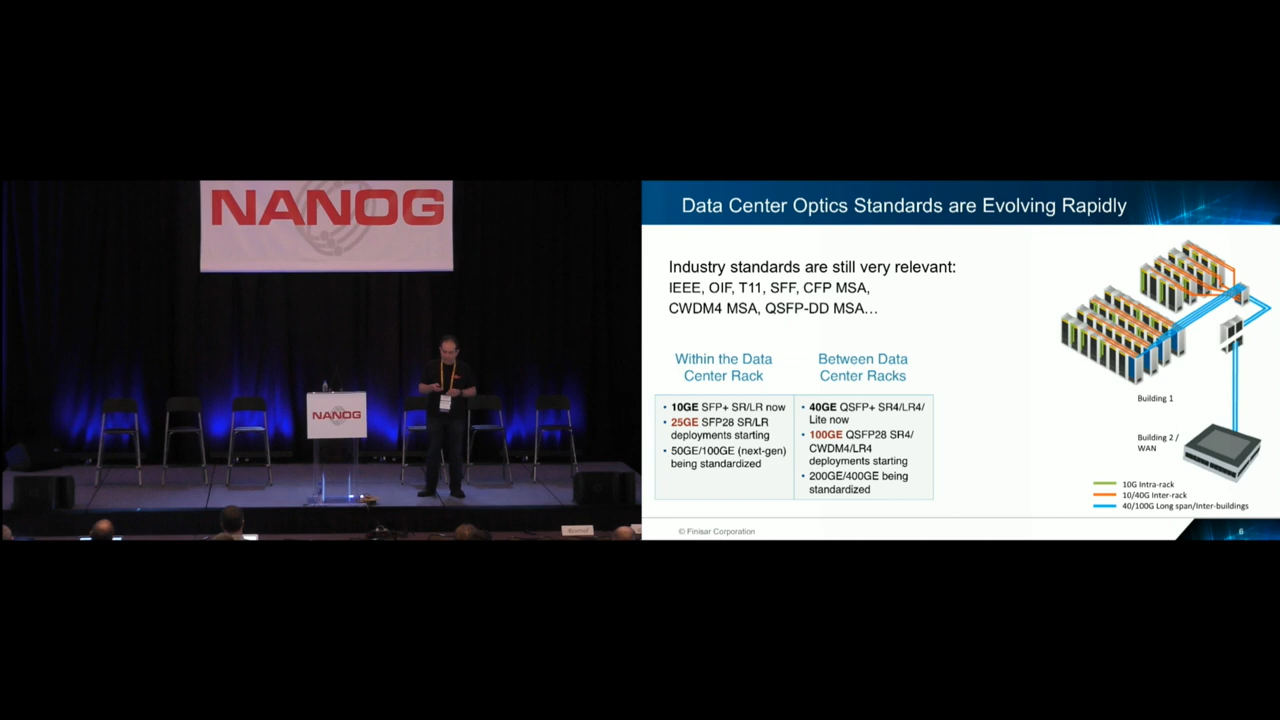 NANOG
NANOG
Data Center Optics Standards are Evolving Rapidly
Industry standards are still very relevant:
IEEE, OIF, T11, SFF, CFP MSA,
CWDM4 MSA, QSFP-DD MSA…
Within the Data
Center Rack
• 10GE SFP+ SR/LR now
• 25GE SFP28 SR/LR
deployments starting
• 50GE/100GE (next-gen)
being standardized
Between Data
Center Racks
• 40GE QSFP+ SR4/LR4/
Lite now
• 100GE QSFP28 SR4/
CWDM4/LR4
deployments starting
• 200GE/400GE being
standardized
Building 1
Building 2 /
WAN
10G Intra-rack
10/40G Inter-rack
40/100G Long span/Inter-buildings
© Finisar Corporation
6